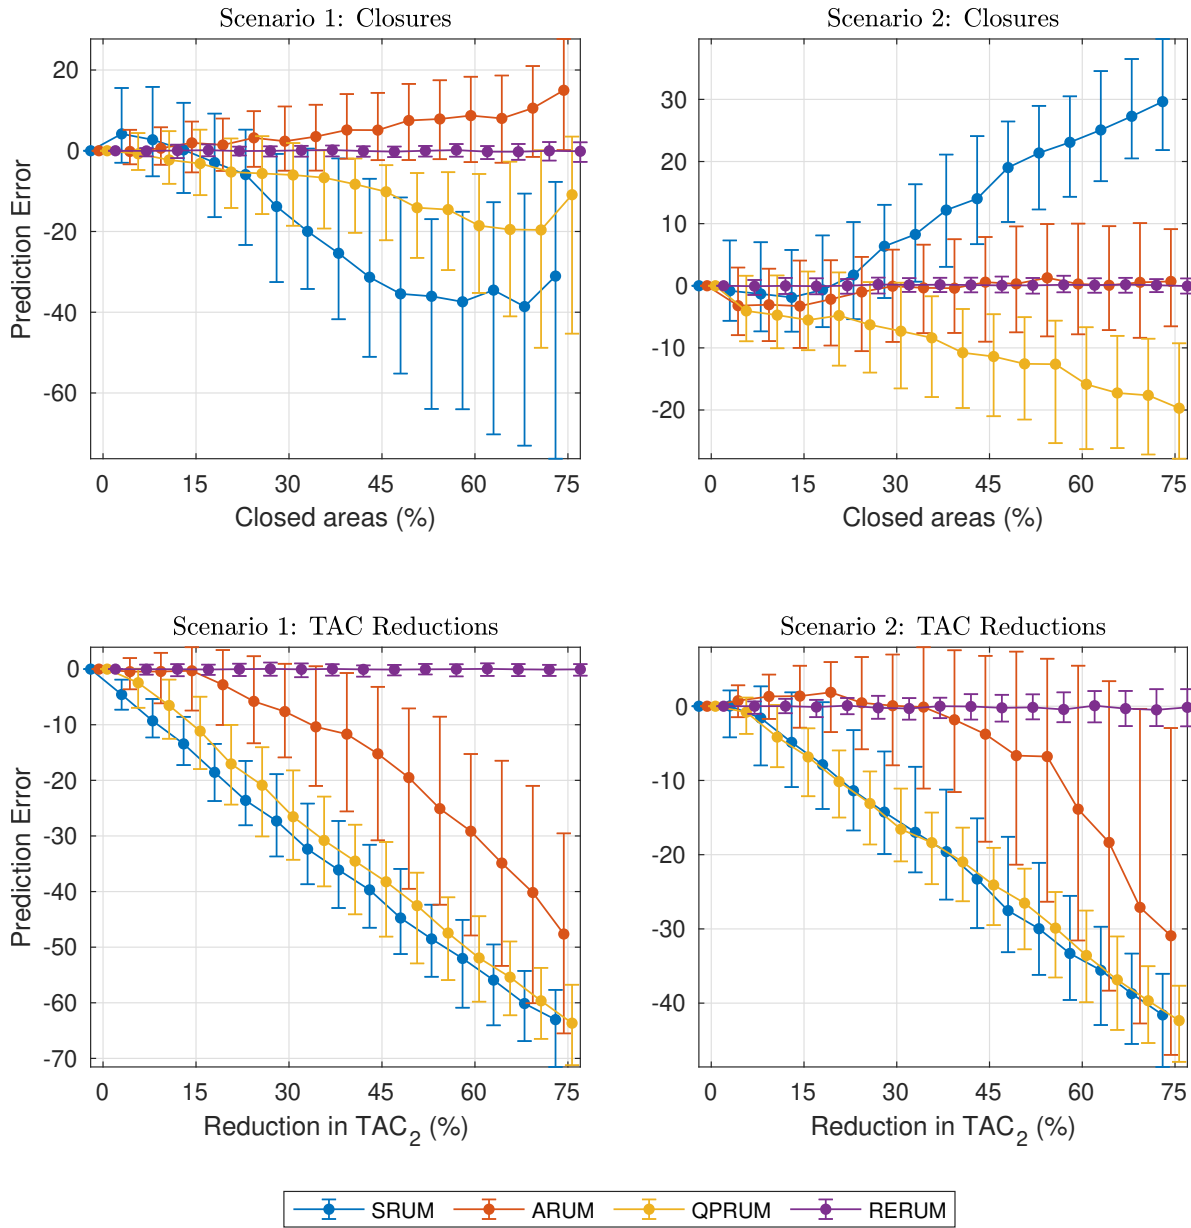 Scenario 1: Closures
Scenario 2: Closures
Prediction Error
20
0
-20
-40
-60
30
20
10
0
-10
-20
0 15 30 45 60 75
0 15 30 45 60 75
Closed areas (%)
Closed areas (%)
Scenario 1: TAC Reductions
Scenario 2: TAC Reductions
Prediction Error
0
-10
-20
-30
-40
-50
-60
-70
0
-10
-20
-30
-40
0 15 30 45 60 75
0 15 30 45 60 75
Reduction in TAC2 (%)
Reduction in TAC2 (%)
SRUM ARUM QPRUM RERUM